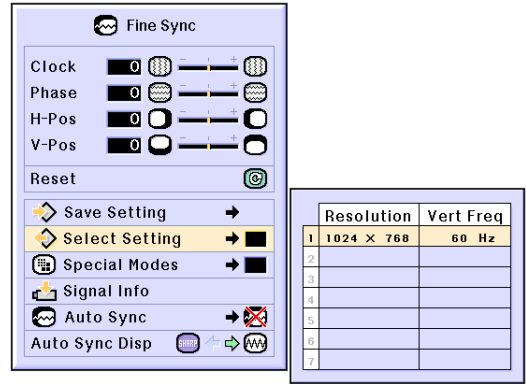 Fine Sync
Clock 0 - +
Phase 0 - +
H-Pos 0 - +
V-Pos 0 - +
Reset
Save Setting
Select Setting
Special Modes
Signal Info
Auto Sync
Auto Sync Disp SHARP
Resolution Vert Freq
1 1024 × 768 60 Hz
2
3
4
5
6
7